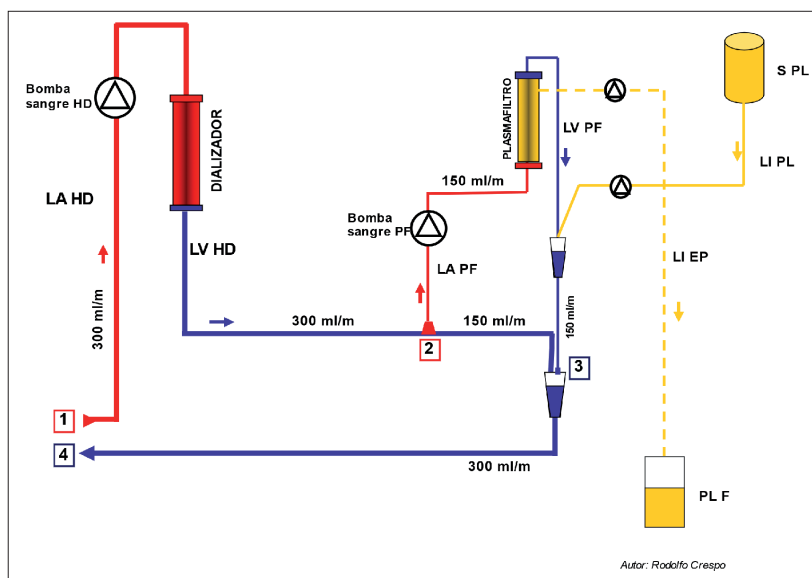 Bomba
sangre HD
DIALIZADOR
LA HD
LV HD
300 ml/m
300 ml/m
Bomba
sangre PF
LA PF
150 ml/m
PLASMAFILTRO
LV PF
S PL
LI PL
LI EP
150 ml/m
150 ml/m
2
3
1
4
300 ml/m
PL F
Autor: Rodolfo Crespo